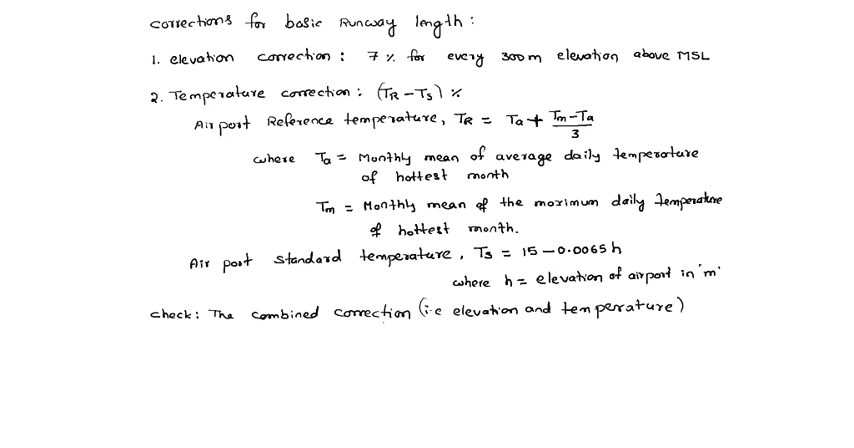 corrections for basic Runway length :
1. elevation correction : 7 % for every 300m elevation above MSL
2. Temperature correction : (TR - Ts) %
Air port Reference temperature, TR = Ta + Tm-Ta/3
where Ta = Monthly mean of average daily temperature
of hottest month
Tm = Monthly mean of the maximum daily temperature
of hottest month.
Air port standard temperature, Ts = 15-0.0065h
where h = elevation of airport in 'm'
check: The combined correction (i.e elevation and temperature)